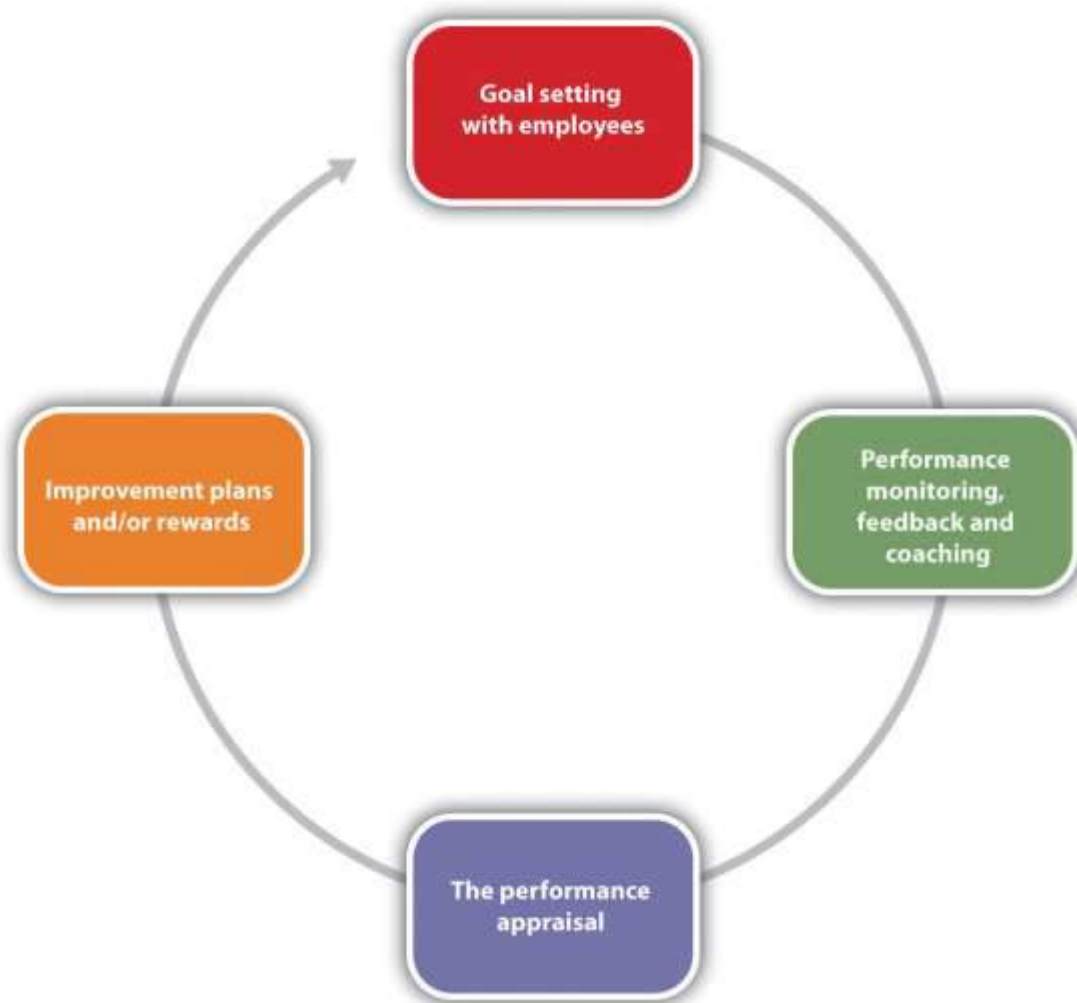 Goal setting
with employees
Performance
monitoring,
feedback and
coaching
The performance
appraisal
Improvement plans
and/or rewards